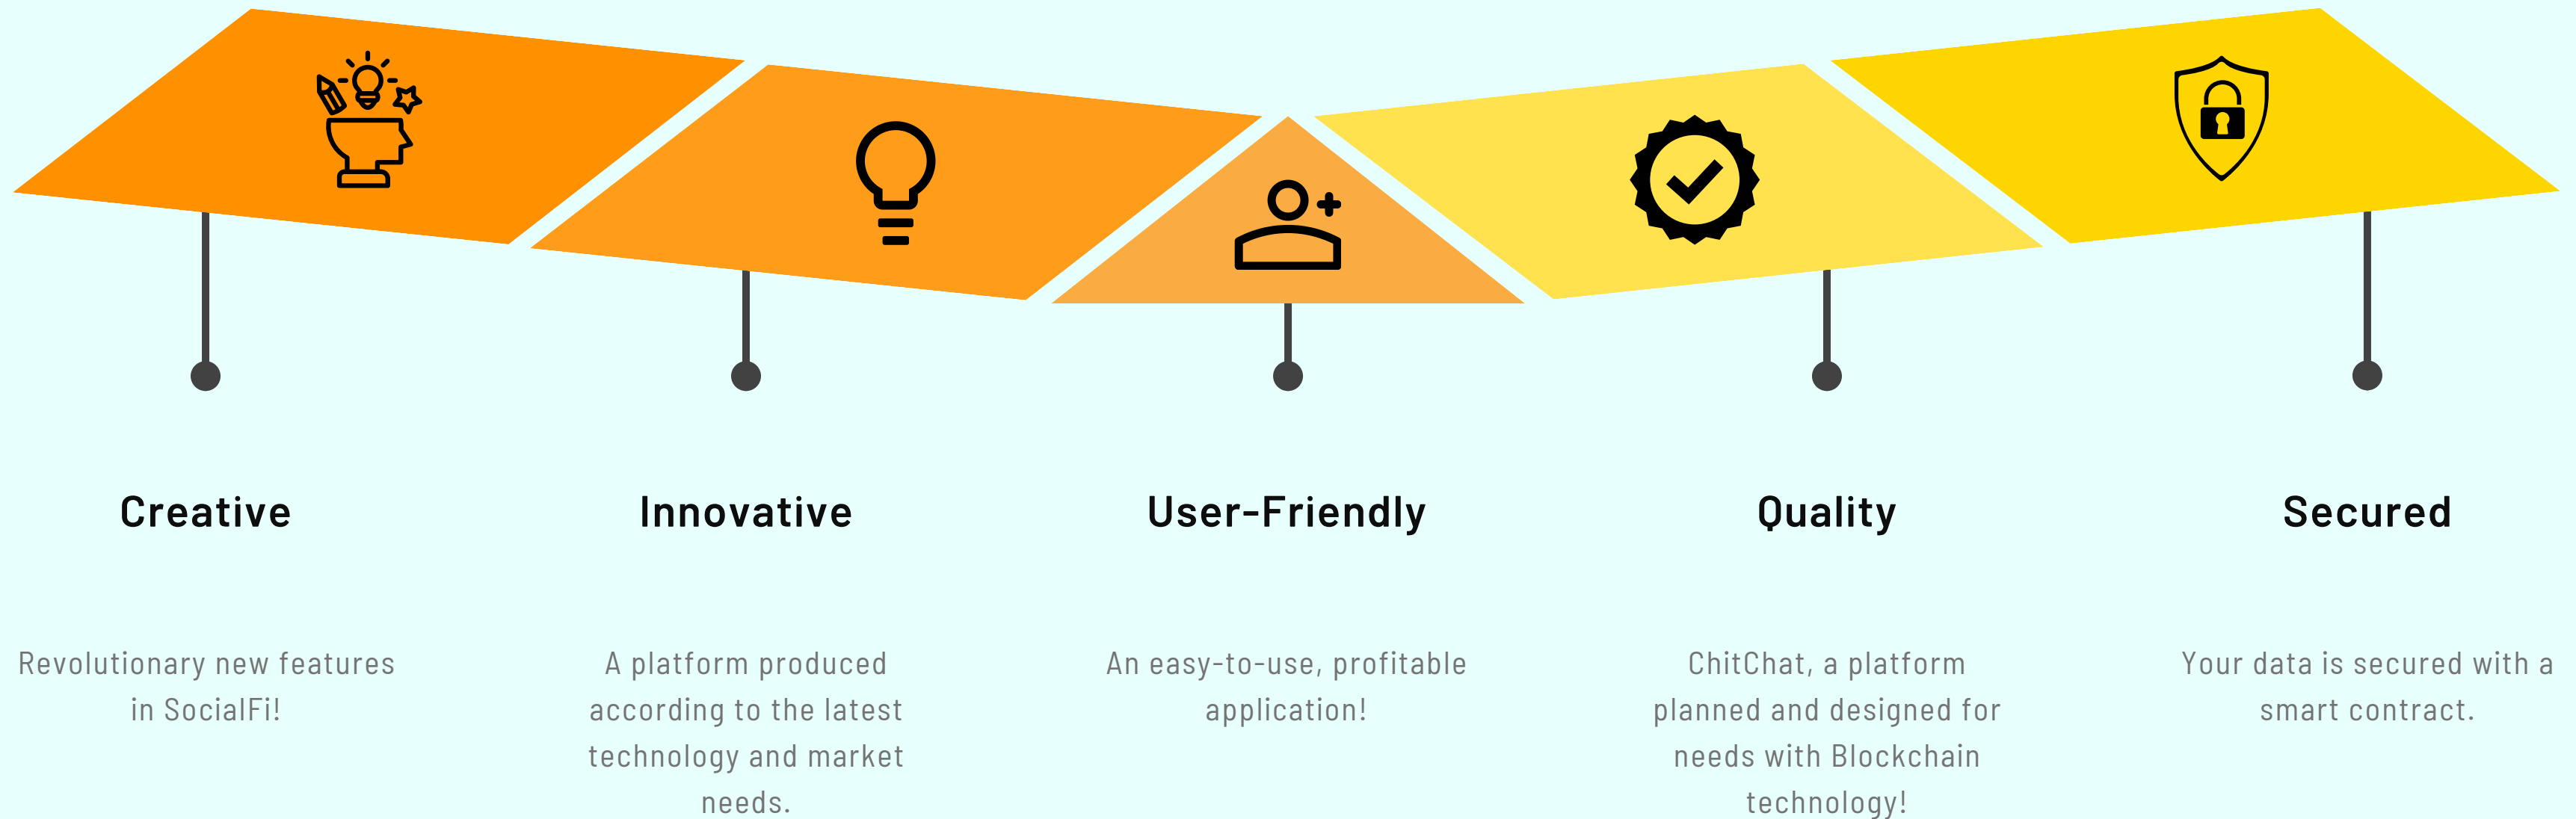 Creative
Revolutionary new features
in SocialFi!
Innovative
A platform produced
according to the latest
technology and market
needs.
User-Friendly
An easy-to-use, profitable
application!
Quality
ChitChat, a platform
planned and designed for
needs with Blockchain
technology!
Secured
Your data is secured with a
smart contract.